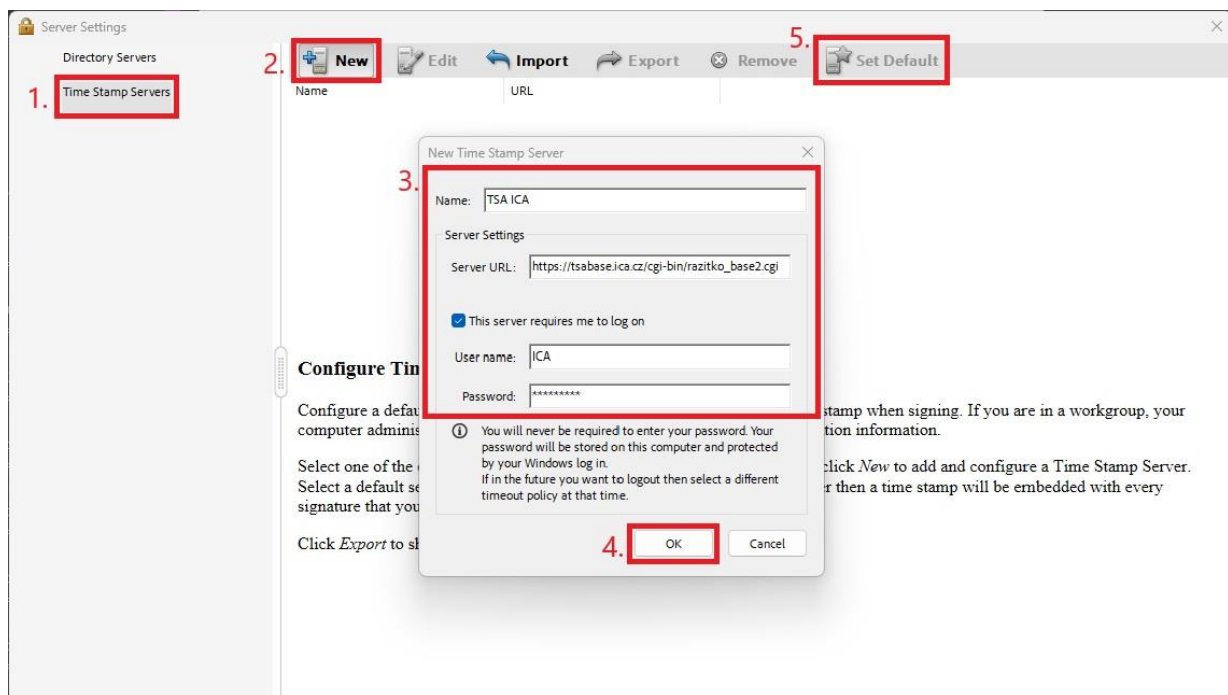 Server Settings
Directory Servers
1. Time Stamp Servers
2. New Edit Import Export Remove 5. Set Default
Name URL
New Time Stamp Server
3.
Name: TSA ICA
Server Settings
Server URL: https://tsabase.ica.cz/cgi-bin/razitko_base2.cgi
This server requires me to log on
User name: ICA
Password: *********
You will never be required to enter your password. Your
password will be stored on this computer and protected
by your Windows log in.
If in the future you want to logout then select a different
timeout policy at that time.
4. OK Cancel
Configure
Configure a stamp when signing. If you are in a workgroup, your
computer information.
Select one of the click New to add and configure a Time Stamp Server.
Select a default then a time stamp will be embedded with every
signature that you
Click Export to